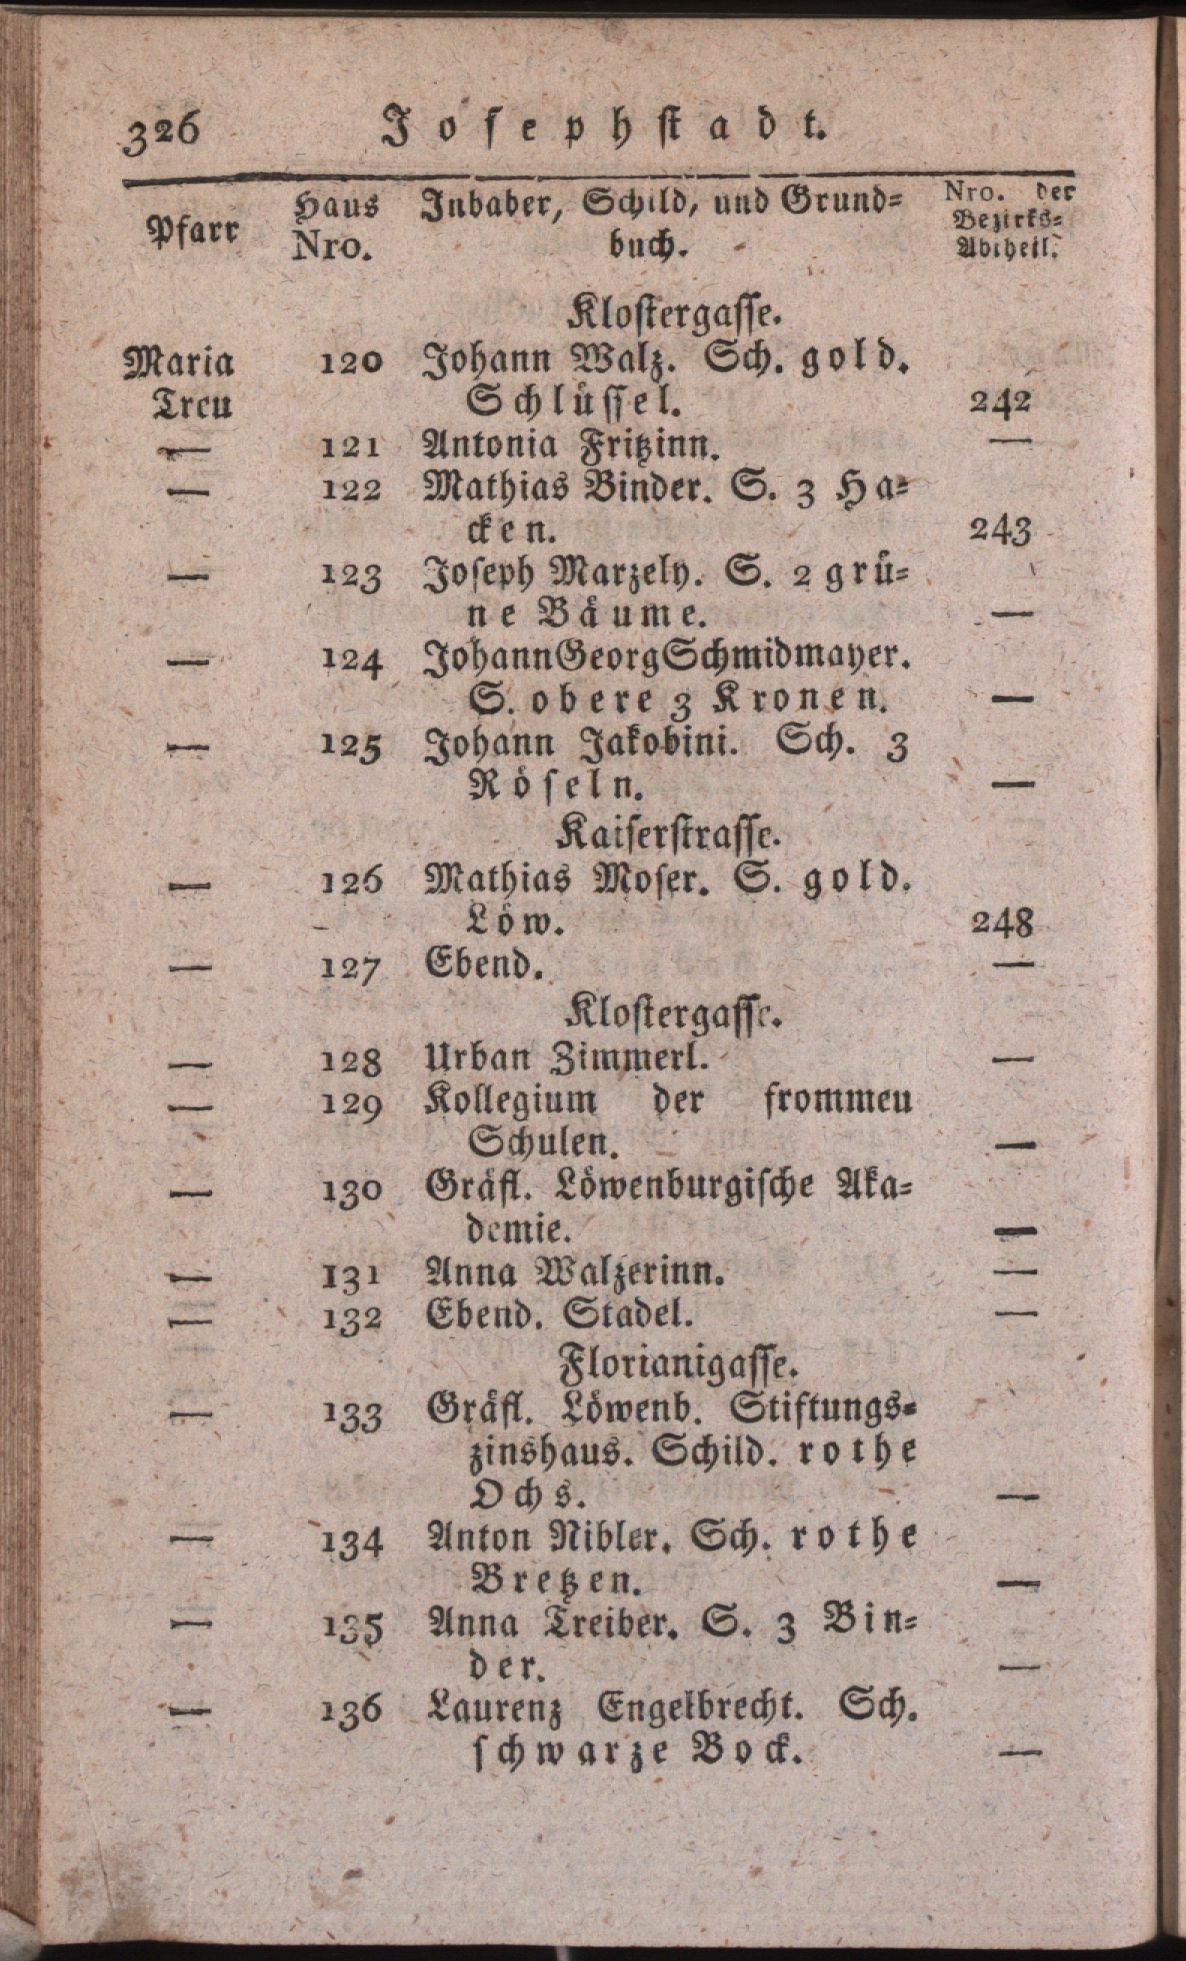 326 Josephstadt.
Pfarr Haus Nro. Inhaber, Schild, und Grund=
buch. Nro. der Bezirks=Abtheil.
Klostergasse.
Maria 120 Johann Walz. Sch. gold.
Treu Schlüssel. 242
— 121 Antonia Fritzinn. —
— 122 Mathias Binder. S. 3 Ha=
cken. 243
— 123 Joseph Marzely. S. 2 grü=
ne Bäume. —
— 124 Johann Georg Schmidmayer.
S. obere 3 Kronen. —
— 125 Johann Jakobini. Sch. 3
Röseln. —
Kaiserstrasse.
— 126 Mathias Moser. S. gold.
Löw. 248
— 127 Ebend. —
Klostergasse.
— 128 Urban Zimmerl. —
— 129 Kollegium der frommen
Schulen. —
— 130 Gräfl. Löwenburgische Aka=
demie. —
— 131 Anna Walzerinn. —
— 132 Ebend. Stadel. —
Florianigasse.
— 133 Gräfl. Löwenb. Stiftungs=
zinshaus. Schild. rothe
Ochs. —
— 134 Anton Nibler. Sch. rothe
Bretzen. —
— 135 Anna Treiber. S. 3 Bin=
der. —
— 136 Laurenz Engelbrecht. Sch.
schwarze Bock. —